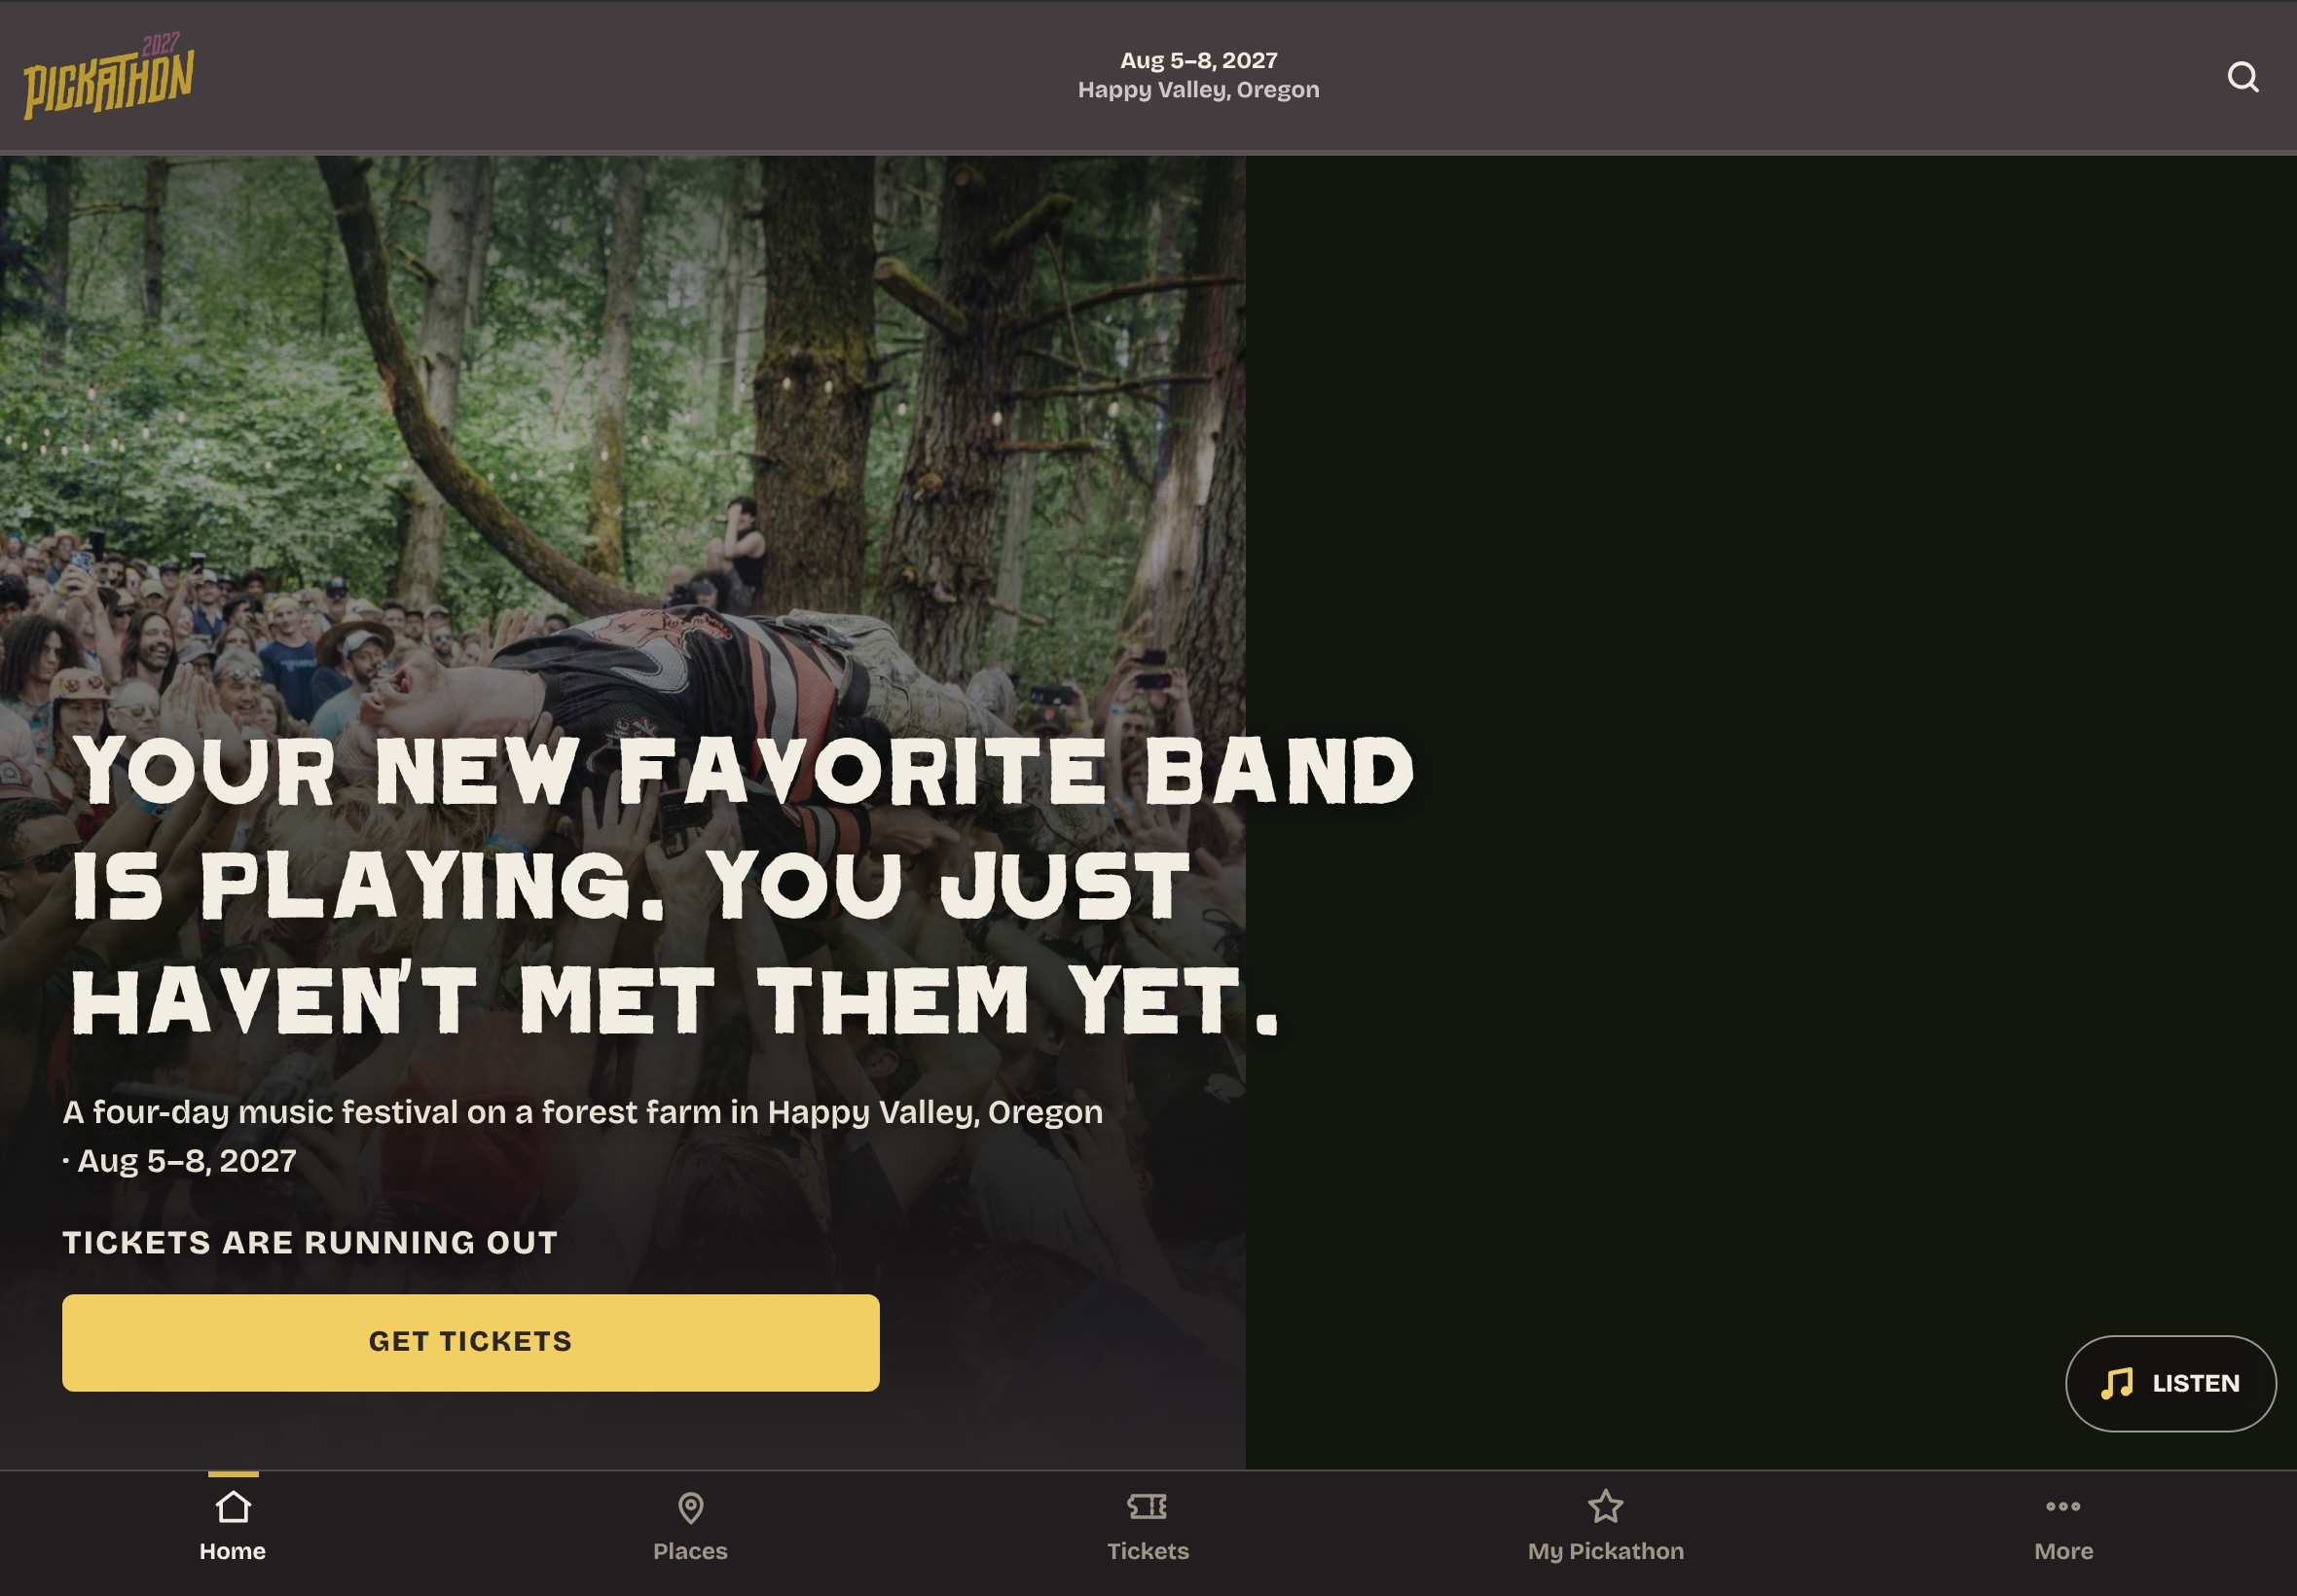 2027
PICKATHON
Aug 5–8, 2027
Happy Valley, Oregon
YOUR NEW FAVORITE BAND
IS PLAYING. YOU JUST
HAVEN'T MET THEM YET.
A four-day music festival on a forest farm in Happy Valley, Oregon
· Aug 5–8, 2027
TICKETS ARE RUNNING OUT
GET TICKETS
LISTEN
Home
Places
Tickets
My Pickathon
More